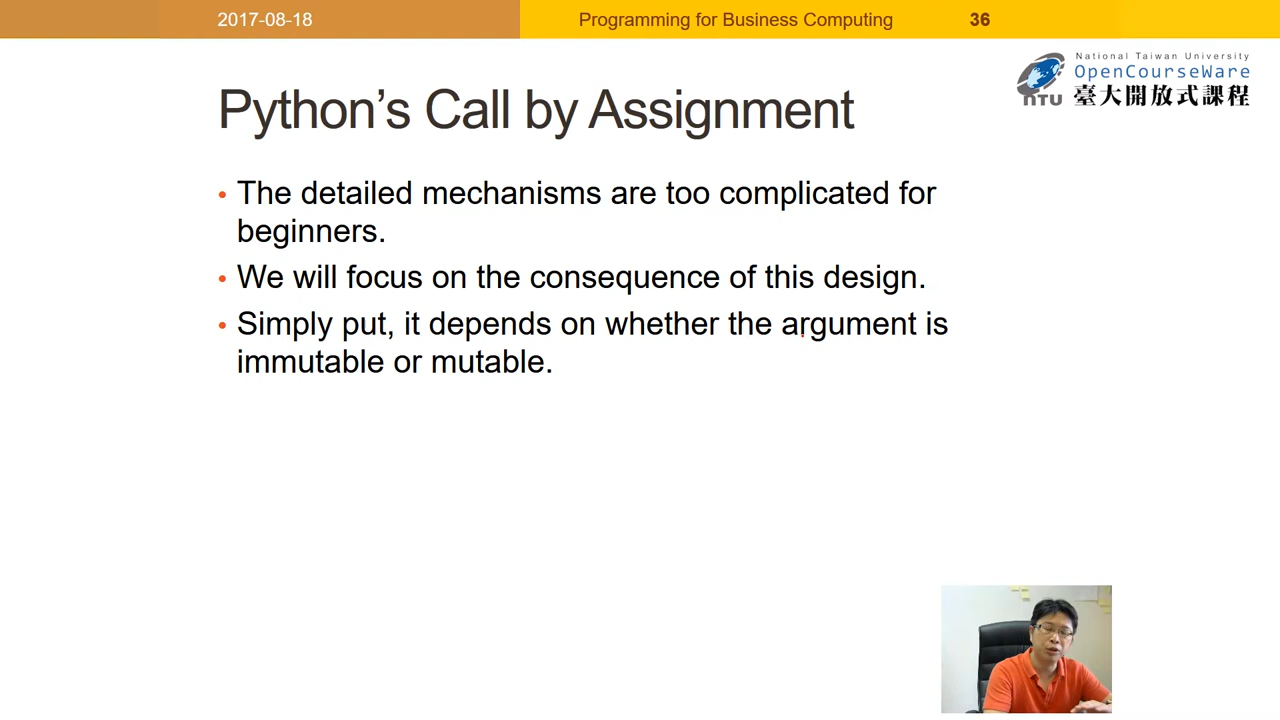 2017-08-18
Programming for Business Computing
36
National Taiwan University
OpenCourseWare
NTU 臺大開放式課程
Python’s Call by Assignment
• The detailed mechanisms are too complicated for
beginners.
• We will focus on the consequence of this design.
• Simply put, it depends on whether the argument is
immutable or mutable.